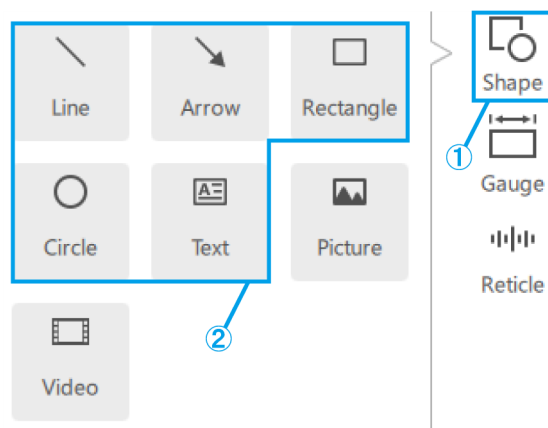 Line
Arrow
Rectangle
Circle
A
Text
Picture
Video
②
Shape
①
Gauge
Reticle